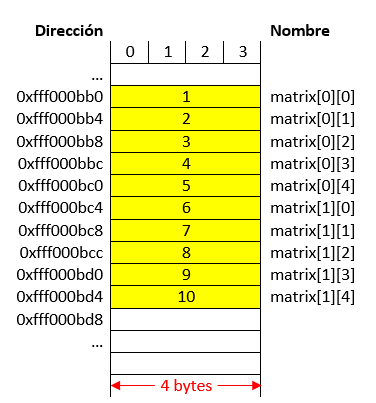 Dirección Nombre
0 1 2 3
...
0xfff000bb0 1 matrix[0][0]
0xfff000bb4 2 matrix[0][1]
0xfff000bb8 3 matrix[0][2]
0xfff000bbc 4 matrix[0][3]
0xfff000bc0 5 matrix[0][4]
0xfff000bc4 6 matrix[1][0]
0xfff000bc8 7 matrix[1][1]
0xfff000bcc 8 matrix[1][2]
0xfff000bd0 9 matrix[1][3]
0xfff000bd4 10 matrix[1][4]
0xfff000bd8
...
4 bytes